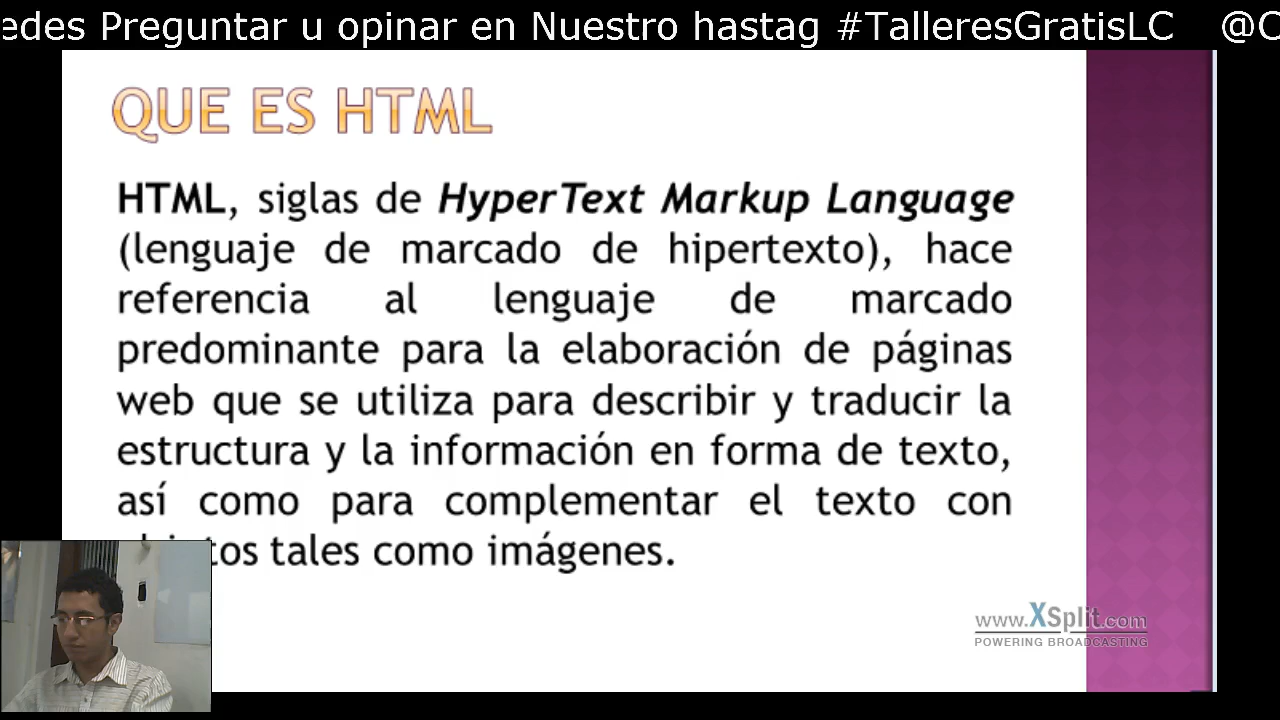 edes Preguntar u opinar en Nuestro hastag #TalleresGratisLC @C
QUE ES HTML
HTML, siglas de HyperText Markup Language
(lenguaje de marcado de hipertexto), hace
referencia al lenguaje de marcado
predominante para la elaboración de páginas
web que se utiliza para describir y traducir la
estructura y la información en forma de texto,
así como para complementar el texto con
tales como imágenes.
www.XSplit.com
POWERING BROADCASTING